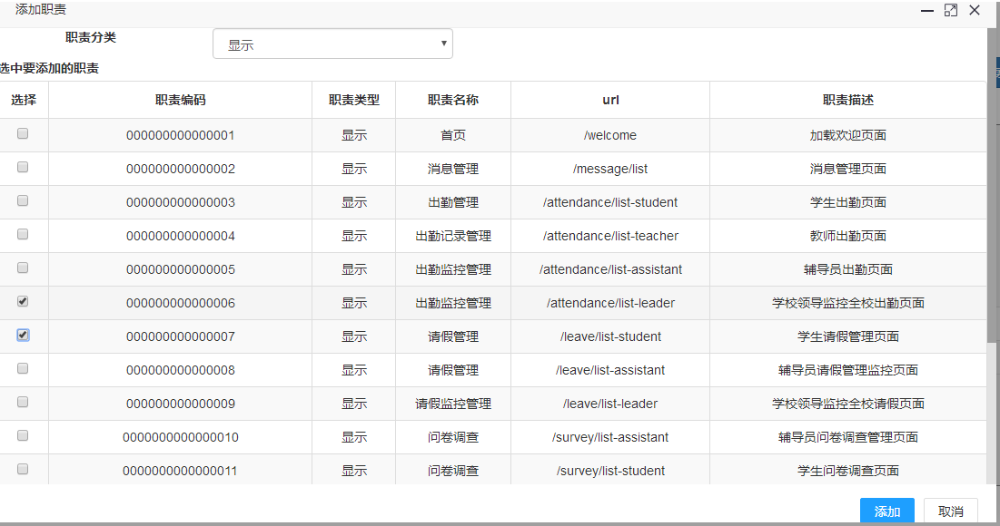 添加职责
职责分类 显示
选中要添加的职责
选择 职责编码 职责类型 职责名称 url 职责描述
000000000000001 显示 首页 /welcome 加载欢迎页面
000000000000002 显示 消息管理 /message/list 消息管理页面
000000000000003 显示 出勤管理 /attendance/list-student 学生出勤页面
000000000000004 显示 出勤记录管理 /attendance/list-teacher 教师出勤页面
000000000000005 显示 出勤监控管理 /attendance/list-assistant 辅导员出勤页面
000000000000006 显示 出勤监控管理 /attendance/list-leader 学校领导监控全校出勤页面
000000000000007 显示 请假管理 /leave/list-student 学生请假管理页面
000000000000008 显示 请假管理 /leave/list-assistant 辅导员请假管理监控页面
000000000000009 显示 请假监控管理 /leave/list-leader 学校领导监控全校请假页面
0000000000000010 显示 问卷调查 /survey/list-assistant 辅导员问卷调查管理页面
0000000000000011 显示 问卷调查 /survey/list-student 学生问卷调查页面
添加 取消